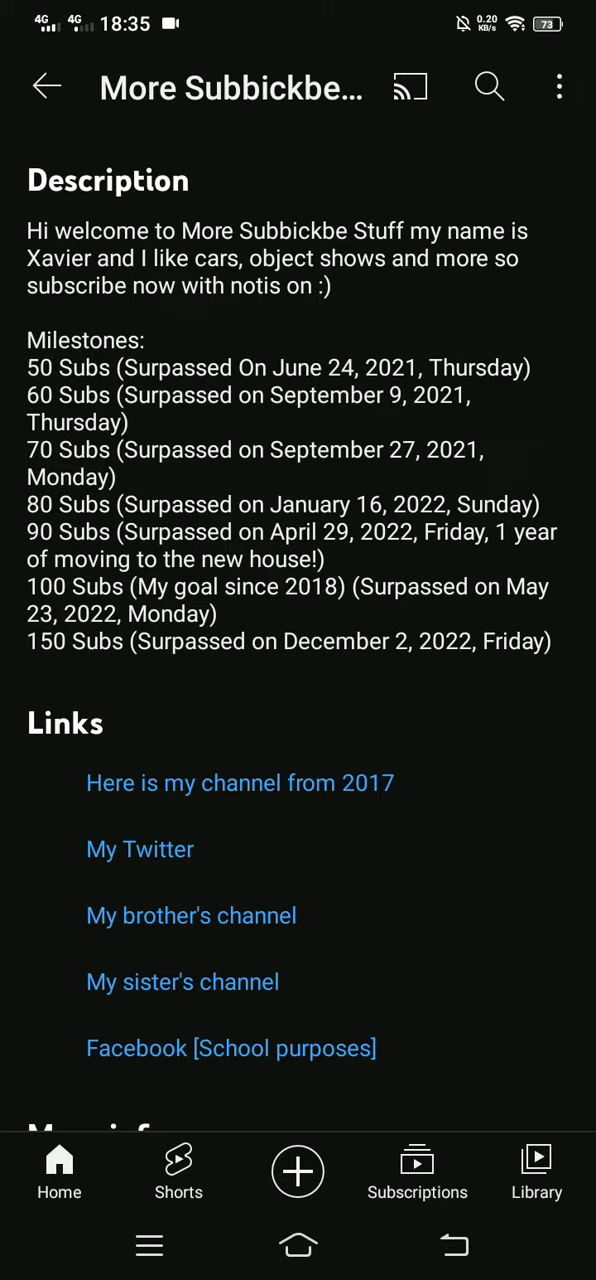 4G 4G 18:35 0.20 KB/s 73
More Subbickbe...
Description
Hi welcome to More Subbickbe Stuff my name is
Xavier and I like cars, object shows and more so
subscribe now with notis on :)
Milestones:
50 Subs (Surpassed On June 24, 2021, Thursday)
60 Subs (Surpassed on September 9, 2021,
Thursday)
70 Subs (Surpassed on September 27, 2021,
Monday)
80 Subs (Surpassed on January 16, 2022, Sunday)
90 Subs (Surpassed on April 29, 2022, Friday, 1 year
of moving to the new house!)
100 Subs (My goal since 2018) (Surpassed on May
23, 2022, Monday)
150 Subs (Surpassed on December 2, 2022, Friday)
Links
Here is my channel from 2017
My Twitter
My brother's channel
My sister's channel
Facebook [School purposes]
Home Shorts Subscriptions Library